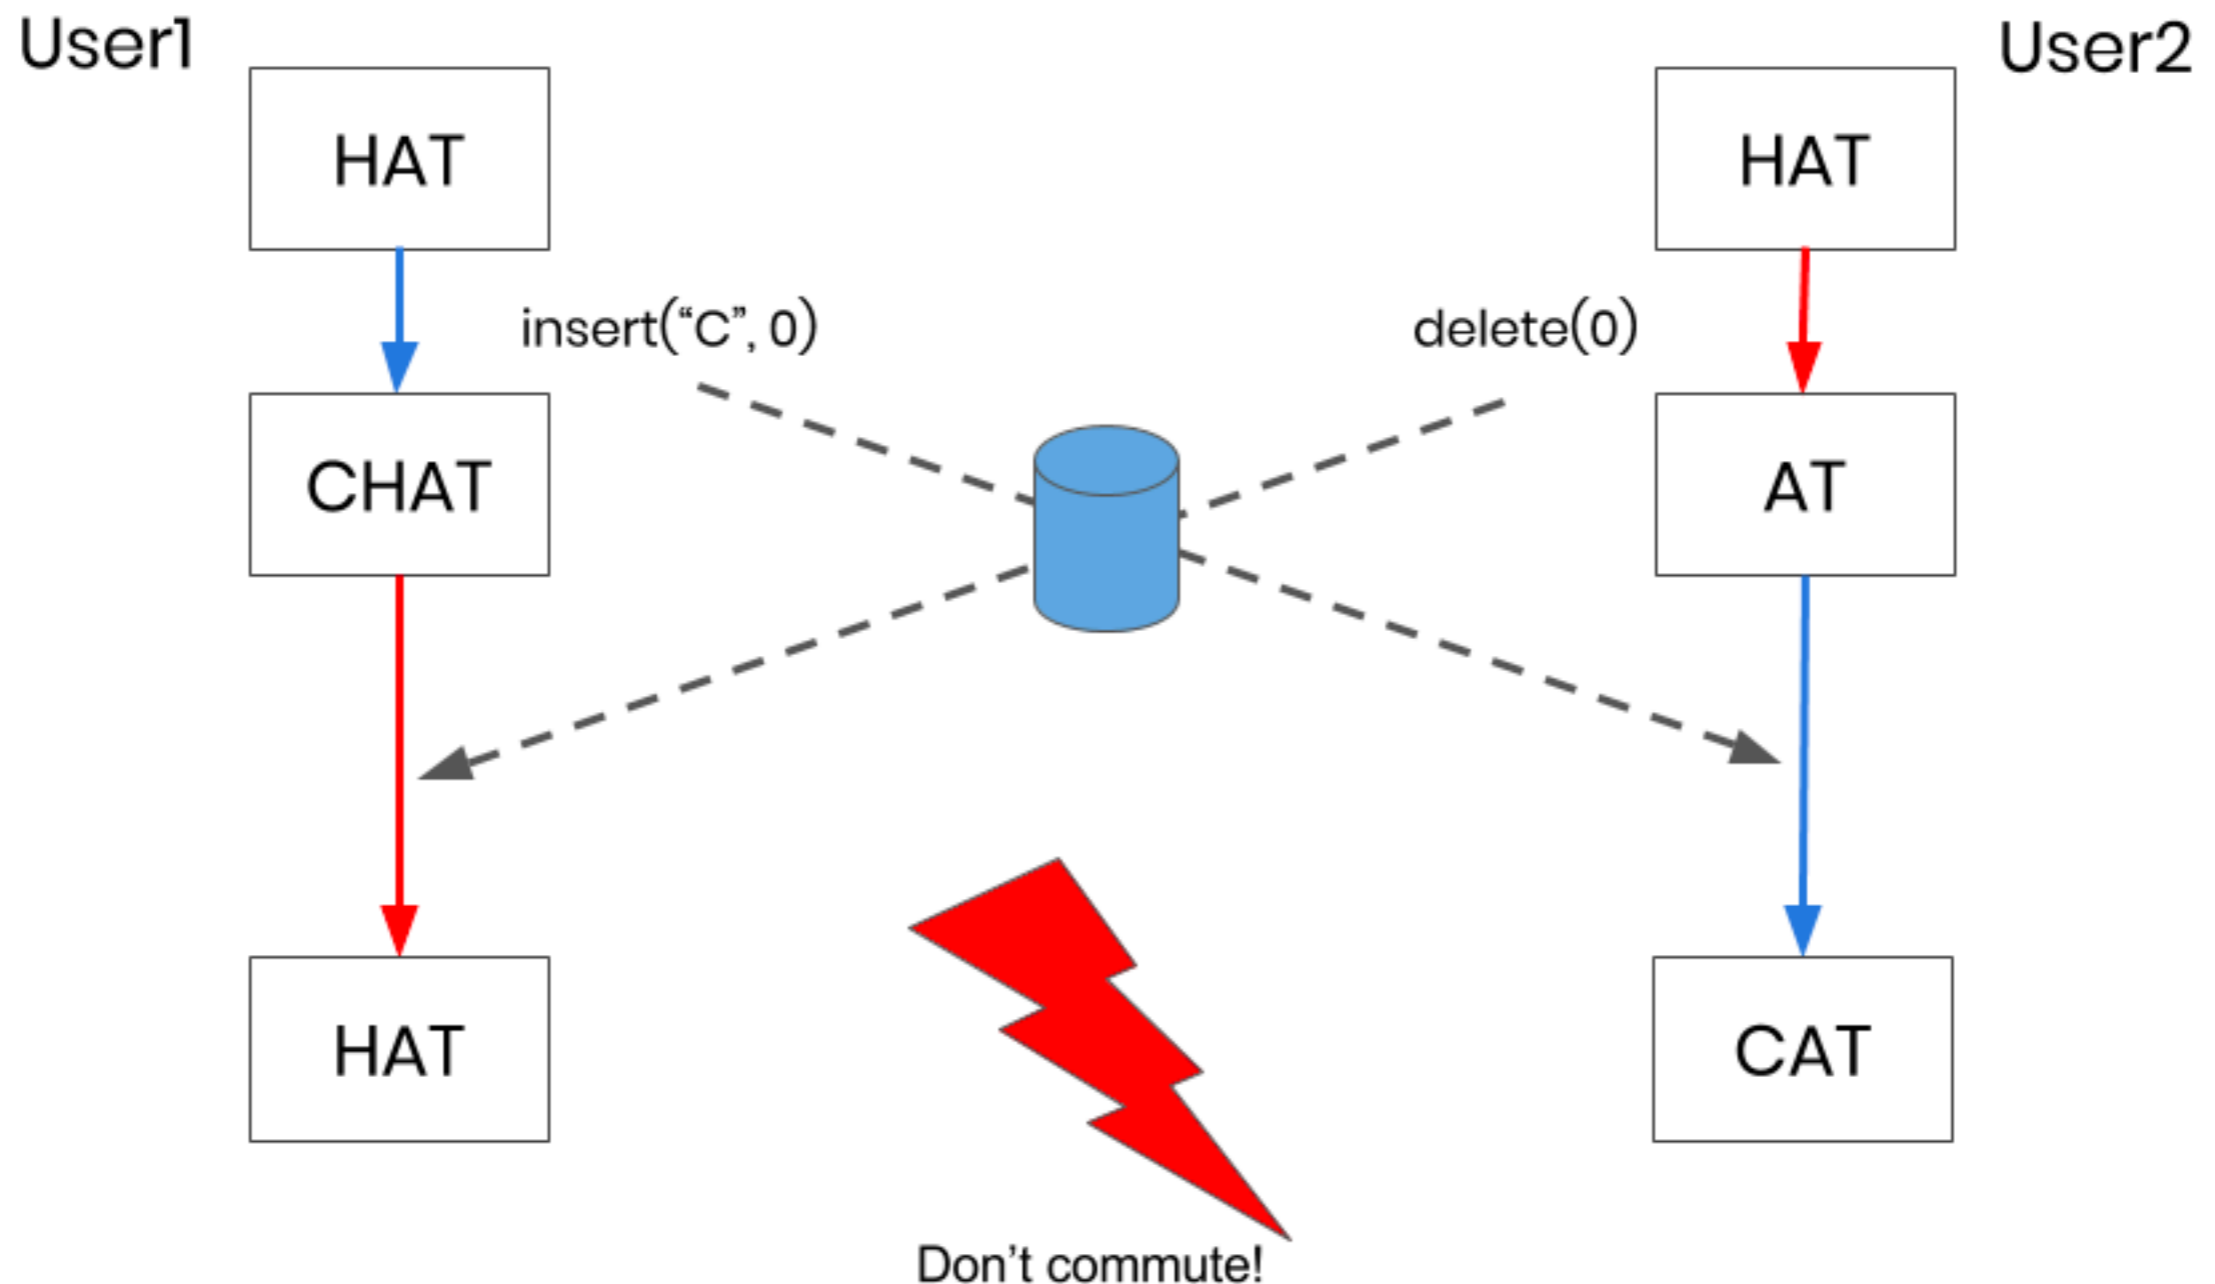 User1
User2
HAT
HAT
insert(“C”, 0)
delete(0)
CHAT
AT
HAT
CAT
Don’t commute!